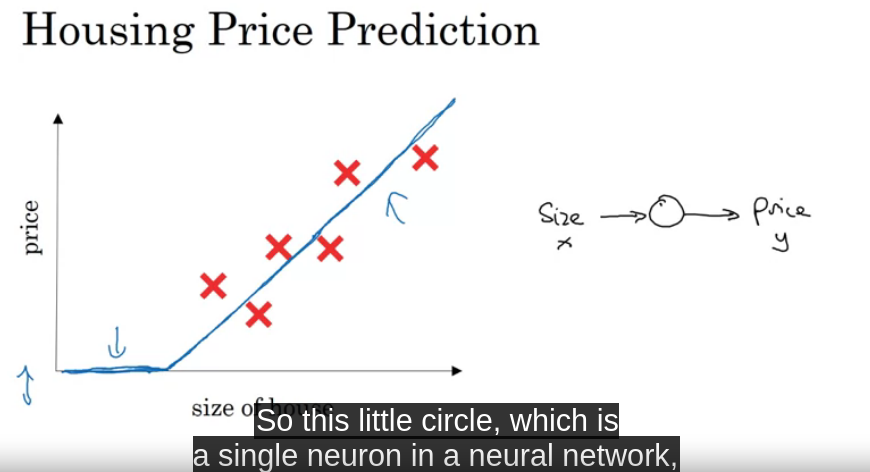 Housing Price Prediction
price
Size
x
Price
y
size of house
So this little circle, which is
a single neuron in a neural network,